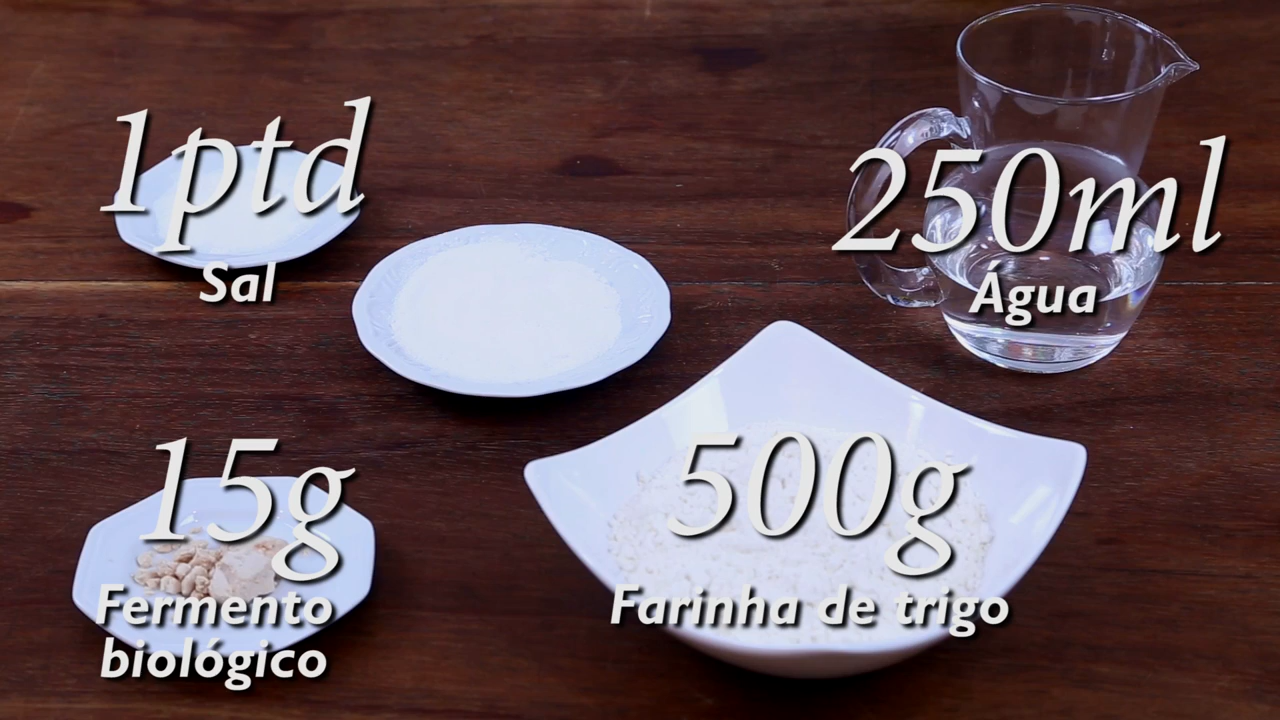 1ptd
Sal
250ml
Água
15g
Fermento
biológico
500g
Farinha de trigo